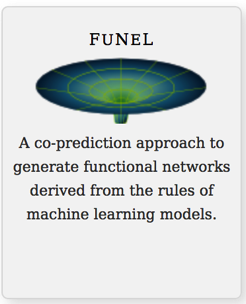 FUNEL
A co-prediction approach to
generate functional networks
derived from the rules of
machine learning models.